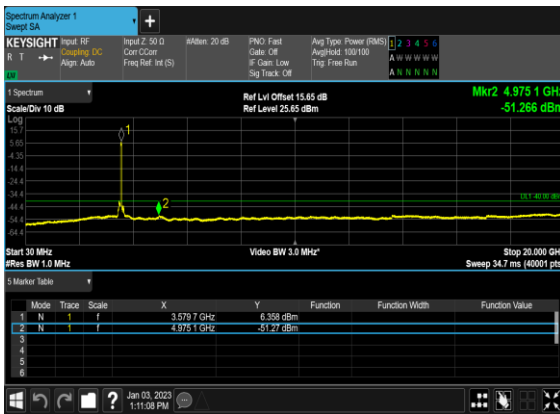 Spectrum Analyzer 1
Swept SA
+
KEYSIGHT Input: RF Input Z: 50 Ω #Atten: 20 dB PNO: Fast Avg Type: Power (RMS) 1 2 3 4 5 6
R T Coupling: DC Corr CCorr Gate: Off Avg|Hold: 100/100 A W W W W W
Align: Auto Freq Ref: Int (S) IF Gain: Low Trig: Free Run
Sig Track: Off A N N N N N
1 Spectrum
Scale/Div 10 dB Ref Lvl Offset 15.65 dB Mkr2 4.975 1 GHz
Ref Level 25.65 dBm -51.266 dBm
Log
15.7
5.65
-4.35
-14.4
-24.4
-34.4
-44.4
-54.4
-64.4
1
2
DL1 -40.00 dBm
Start 30 MHz Video BW 3.0 MHz* Stop 20.000 GH
#Res BW 1.0 MHz Sweep 34.7 ms (40001 pts
5 Marker Table
Mode Trace Scale X Y Function Function Width Function Value
1 N 1 f 3.579 7 GHz 6.358 dBm
2 N 1 f 4.975 1 GHz -51.27 dBm
3
4
5
6
? Jan 03, 2023
1:11:08 PM